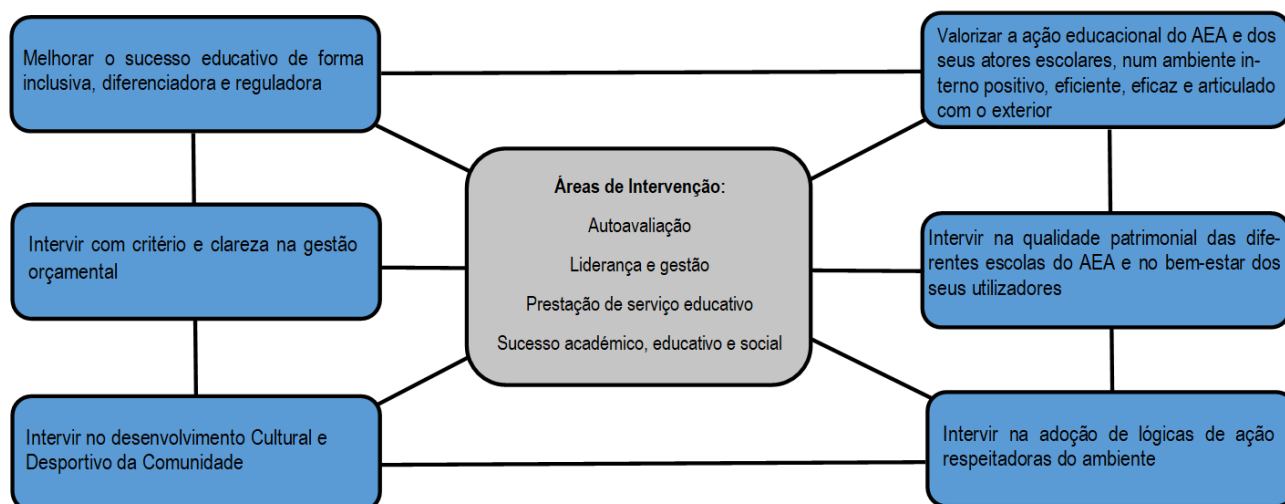 Melhorar o sucesso educativo de forma
inclusiva, diferenciadora e reguladora
Valorizar a ação educacional do AEA e dos
seus atores escolares, num ambiente in-
terno positivo, eficiente, eficaz e articulado
com o exterior
Áreas de Intervenção:
Autoavaliação
Liderança e gestão
Prestação de serviço educativo
Sucesso académico, educativo e social
Intervir com critério e clareza na gestão
orçamental
Intervir na qualidade patrimonial das dife-
rentes escolas do AEA e no bem-estar dos
seus utilizadores
Intervir no desenvolvimento Cultural e
Desportivo da Comunidade
Intervir na adoção de lógicas de ação
respeitadoras do ambiente